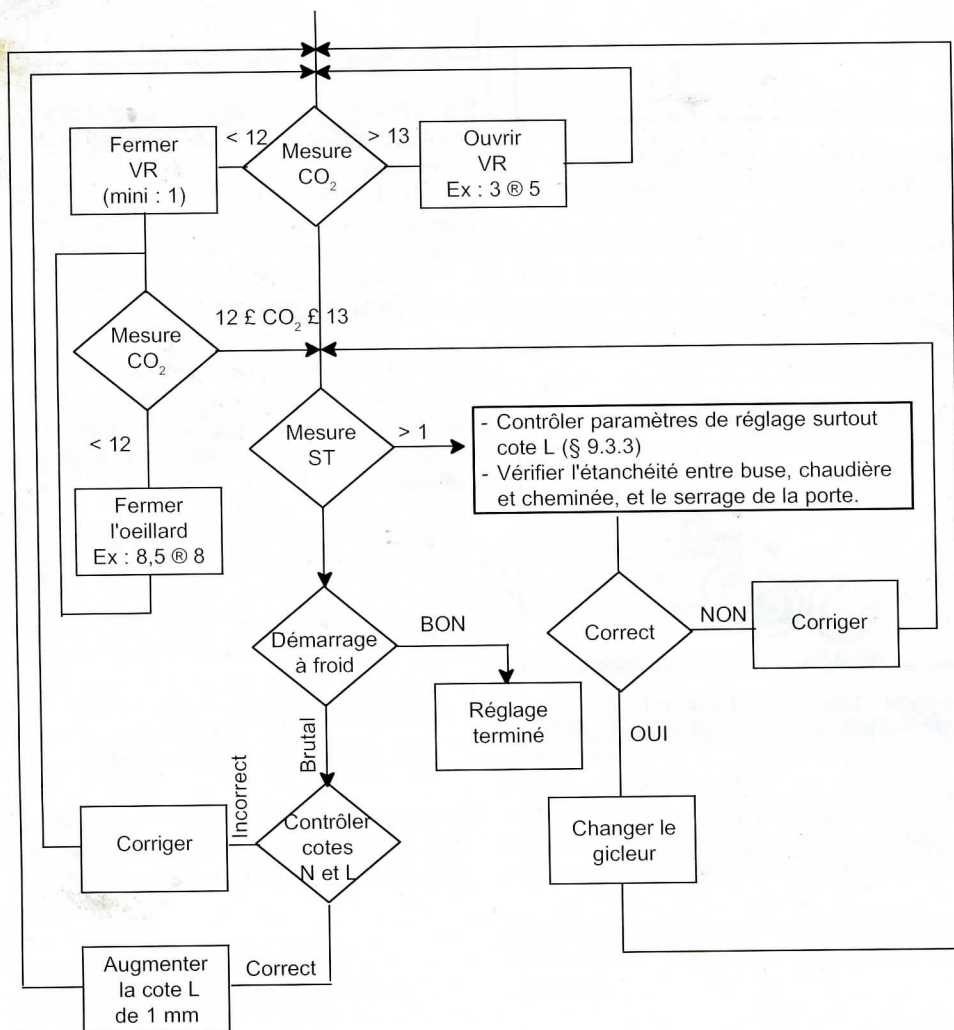 < 12
> 13
Fermer
VR
(mini : 1)
Mesure
CO₂
Ouvrir
VR
Ex : 3 ® 5
Mesure
CO₂
12 £ CO₂ £ 13
< 12
Fermer
l'oeillard
Ex : 8,5 ® 8
Mesure
ST
> 1
- Contrôler paramètres de réglage surtout
cote L (§ 9.3.3)
- Vérifier l'étanchéité entre buse, chaudière
et cheminée, et le serrage de la porte.
Démarrage
à froid
BON
Réglage
terminé
Correct
NON
Corriger
OUI
Changer le
gicleur
Brutal
Contrôler
cotes
N et L
Incorrect
Corriger
Correct
Augmenter
la cote L
de 1 mm